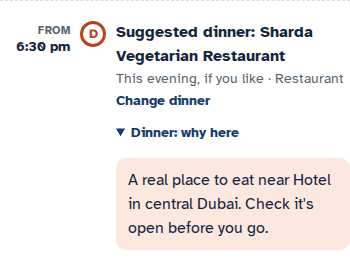 FROM
6:30 pm
D
Suggested dinner: Sharda
Vegetarian Restaurant
This evening, if you like · Restaurant
Change dinner
▼ Dinner: why here
A real place to eat near Hotel
in central Dubai. Check it's
open before you go.